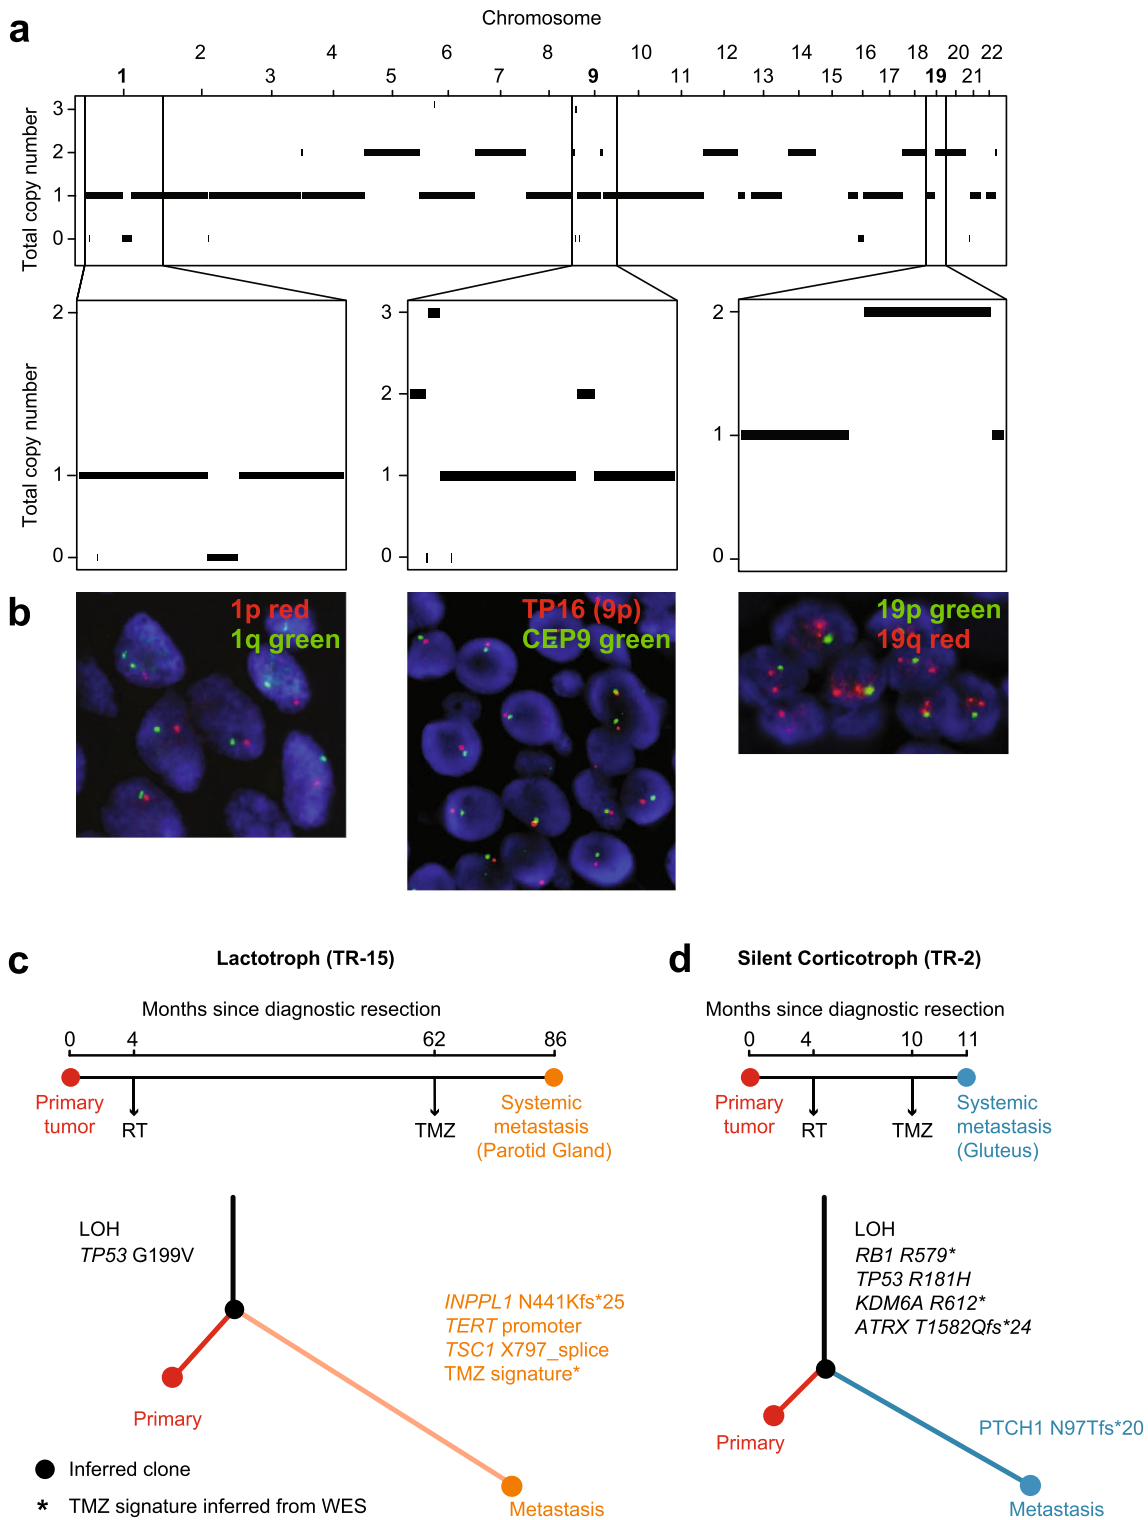 a
Chromosome
2 4 6 8 10 12 14 16 18 20 22
1 3 5 7 9 11 13 15 17 19 21
Total copy number
3
2
1
0
Total copy number
2
1
0
3
2
1
0
2
1
0
b
1p red
1q green
TP16 (9p)
CEP9 green
19p green
19q red
c
Lactotroph (TR-15)
Months since diagnostic resection
0 4 62 86
Primary
tumor
RT
TMZ
Systemic
metastasis
(Parotid Gland)
LOH
TP53 G199V
INPPL1 N441Kfs*25
TERT promoter
TSC1 X797_splice
TMZ signature*
Primary
Metastasis
Inferred clone
* TMZ signature inferred from WES
d
Silent Corticotroph (TR-2)
Months since diagnostic resection
0 4 10 11
Primary
tumor
RT
TMZ
Systemic
metastasis
(Gluteus)
LOH
RB1 R579*
TP53 R181H
KDM6A R612*
ATRX T1582Qfs*24
PTCH1 N97Tfs*20
Primary
Metastasis